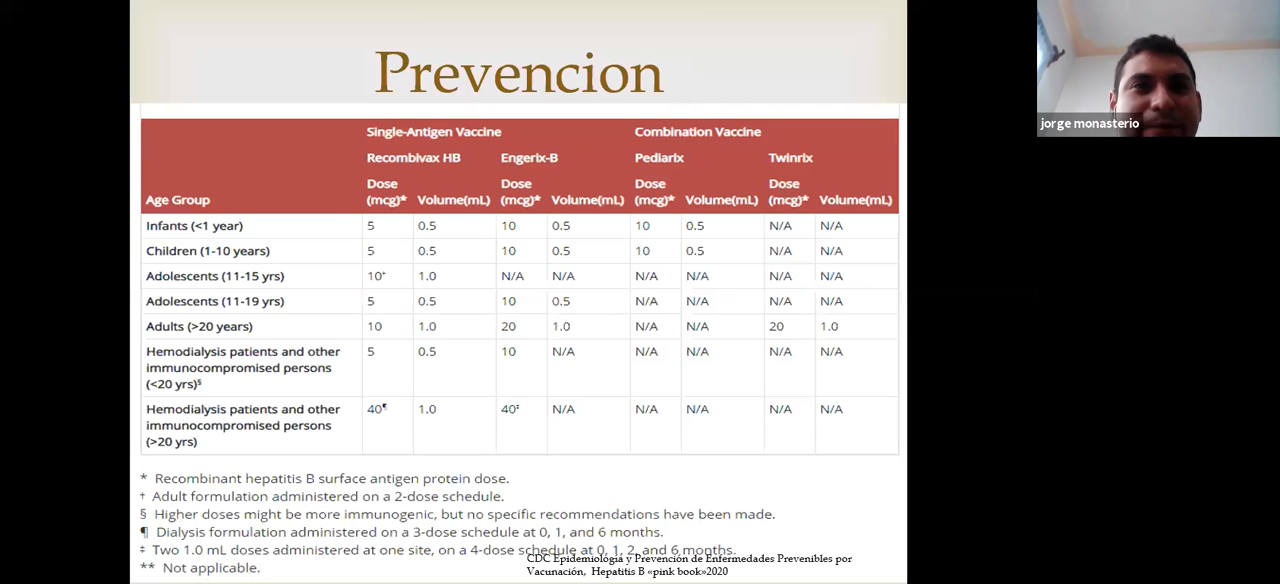 Prevencion
jorge monasterio
Single-Antigen Vaccine Combination Vaccine
Recombivax HB Engerix-B Pediarix Twinrix
Age Group Dose (mcg)* Volume(mL) Dose (mcg)* Volume(mL) Dose (mcg)* Volume(mL) Dose (mcg)* Volume(mL)
Infants (<1 year) 5 0.5 10 0.5 10 0.5 N/A N/A
Children (1-10 years) 5 0.5 10 0.5 10 0.5 N/A N/A
Adolescents (11-15 yrs) 10⁺ 1.0 N/A N/A N/A N/A N/A N/A
Adolescents (11-19 yrs) 5 0.5 10 0.5 N/A N/A N/A N/A
Adults (>20 years) 10 1.0 20 1.0 N/A N/A 20 1.0
Hemodialysis patients and other 5 0.5 10 N/A N/A N/A N/A N/A
immunocompromised persons
(<20 yrs)§
Hemodialysis patients and other 40¶ 1.0 40‡ N/A N/A N/A N/A N/A
immunocompromised persons
(>20 yrs)
* Recombinant hepatitis B surface antigen protein dose.
† Adult formulation administered on a 2-dose schedule.
§ Higher doses might be more immunogenic, but no specific recommendations have been made.
¶ Dialysis formulation administered on a 3-dose schedule at 0, 1, and 6 months.
‡ Two 1.0 mL doses administered at one site, on a 4-dose schedule at 0, 1, 2, and 6 months.
** Not applicable.
CDC Epidemiología y Prevención de Enfermedades Prevenibles por
Vacunación, Hepatitis B «pink book»2020